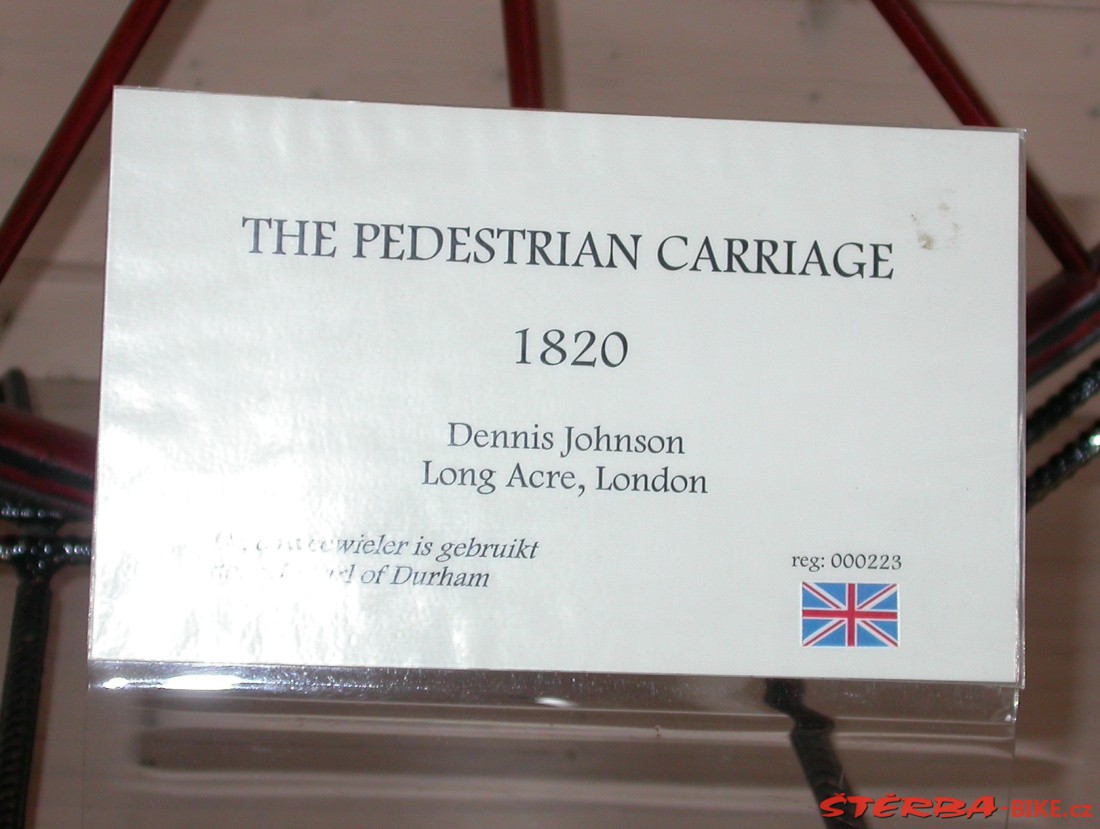 THE PEDESTRIAN CARRIAGE
1820
Dennis Johnson
Long Acre, London
is gebruikt
of Durham
reg: 000223
ŠTĚRBA-BIKE.cz